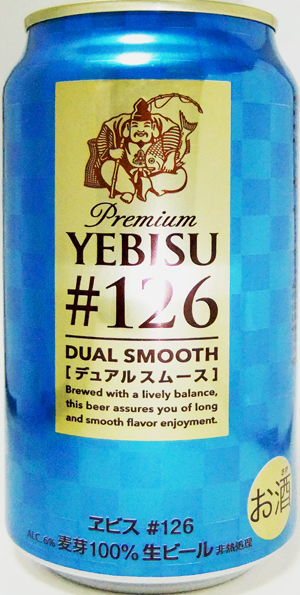 Premium
YEBISU
#126
DUAL SMOOTH
[デュアルスムース]
Brewed with a lively balance,
this beer assures you of long
and smooth flavor enjoyment.
お酒
ヱビス #126
ALC. 6% 麦芽100% 生ビール 非熱処理